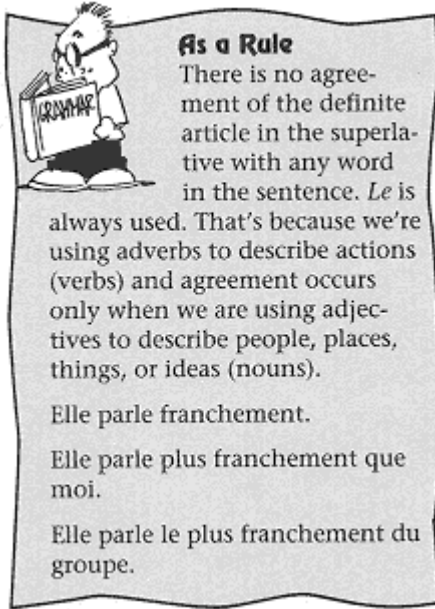 As a Rule
There is no agree-
ment of the definite
GRAMMAR
article in the superla-
tive with any word
in the sentence. Le is
always used. That's because we're
using adverbs to describe actions
(verbs) and agreement occurs
only when we are using adjec-
tives to describe people, places,
things, or ideas (nouns).
Elle parle franchement.
Elle parle plus franchement que
moi.
Elle parle le plus franchement du
groupe.